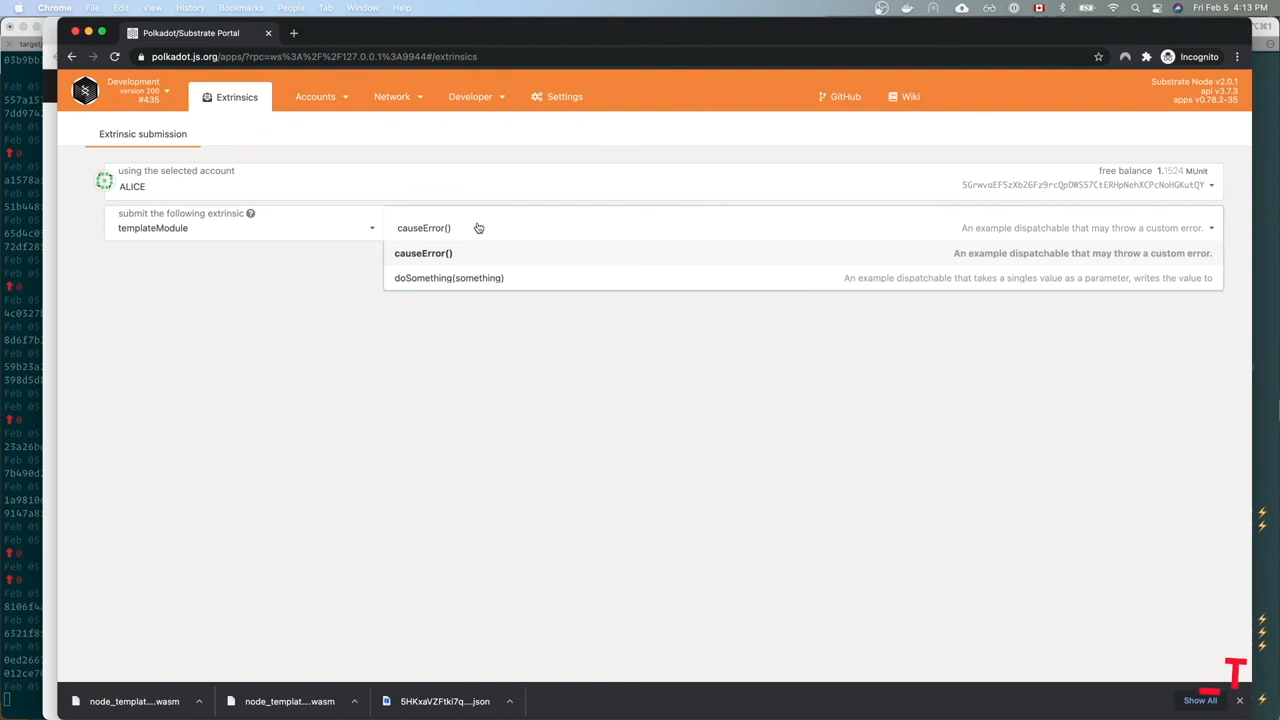 Chrome File Edit View History Bookmarks People Tab Window Help Fri Feb 5 4:13 PM
target/ Polkadot/Substrate Portal ⌥⌘1
polkadot.js.org/apps/?rpc=ws%3A%2F%2F127.0.0.1%3A9944#/extrinsics Incognito
Development
version 200
#435
Extrinsics Accounts Network Developer Settings GitHub Wiki
Substrate Node v2.0.1
api v3.7.3
apps v0.78.2-35
Extrinsic submission
using the selected account
ALICE
free balance 1.1524 MUnit
5GrwvaEF5zXb26Fz9rcQpDWS57CtERHpNehXCPcNoHGKutQY
submit the following extrinsic
templateModule
causeError() An example dispatchable that may throw a custom error.
causeError() An example dispatchable that may throw a custom error.
doSomething(something) An example dispatchable that takes a singles value as a parameter, writes the value to
node_templat....wasm node_templat....wasm 5HKxaVZFtki7q....json Show All
T